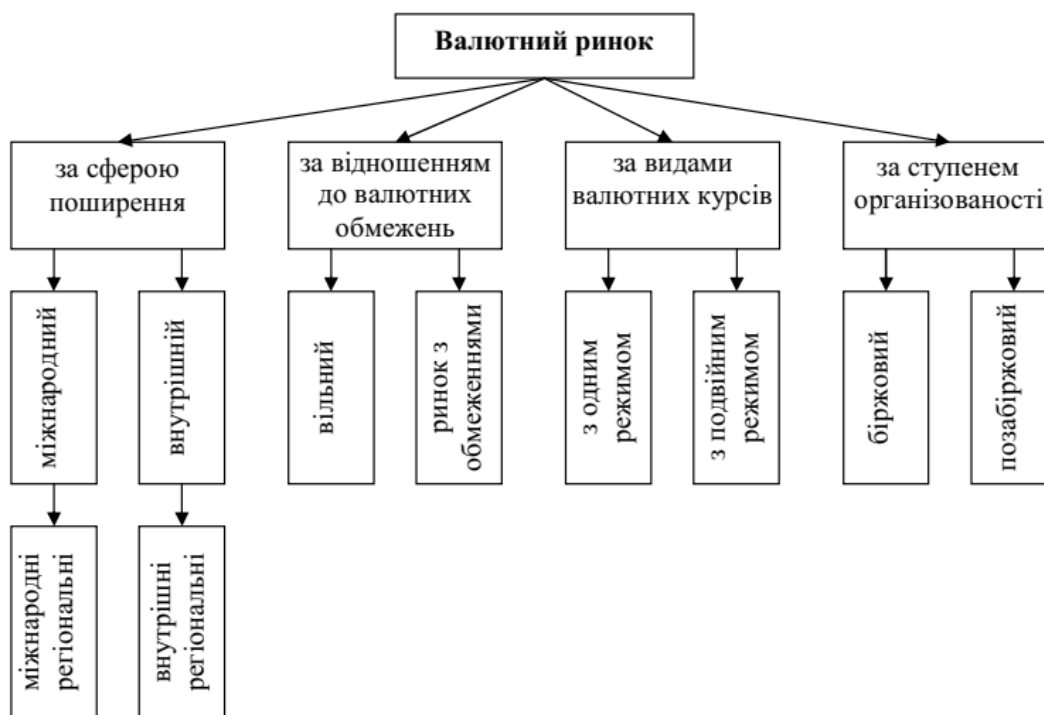 Валютний ринок
за сферою
поширення
за відношенням
до валютних
обмежень
за видами
валютних курсів
за ступенем
організованості
міжнародний
внутрішній
вільний
ринок з
обмеженнями
з одним
режимом
з подвійним
режимом
біржовий
позабіржовий
міжнародні
регіональні
внутрішні
регіональні